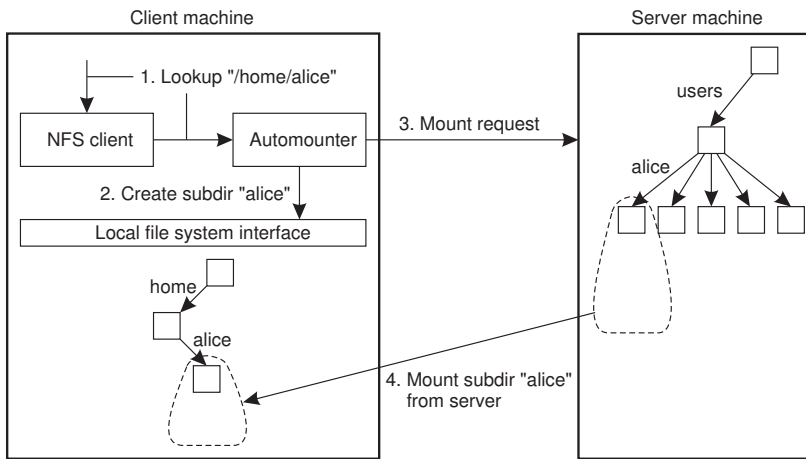 Client machine
Server machine
1. Lookup "/home/alice"
users
NFS client
Automounter
3. Mount request
alice
2. Create subdir "alice"
Local file system interface
home
alice
4. Mount subdir "alice"
from server